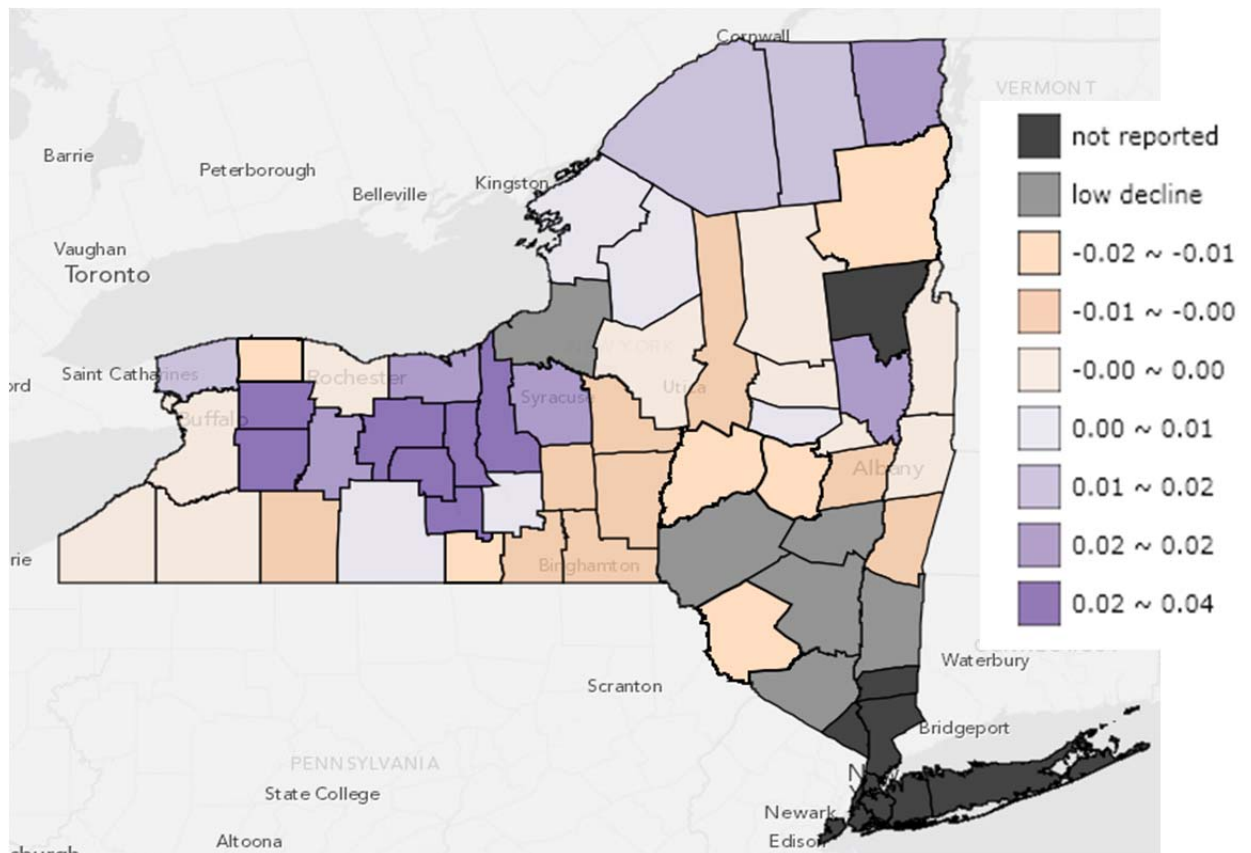 Cornwall
VERMONT
Barrie
Peterborough
Kingston
Belleville
Vaughan
Toronto
not reported
low decline
-0.02 ~ -0.01
-0.01 ~ -0.00
-0.00 ~ 0.00
0.00 ~ 0.01
0.01 ~ 0.02
0.02 ~ 0.02
0.02 ~ 0.04
NEW YORK
Saint Catharines
Rochester
ord
Utica
Syracuse
Buffalo
Albany
rie
Binghamton
Waterbury
Scranton
Bridgeport
PENNSYLVANIA
State College
Newark
Edison
Altoona